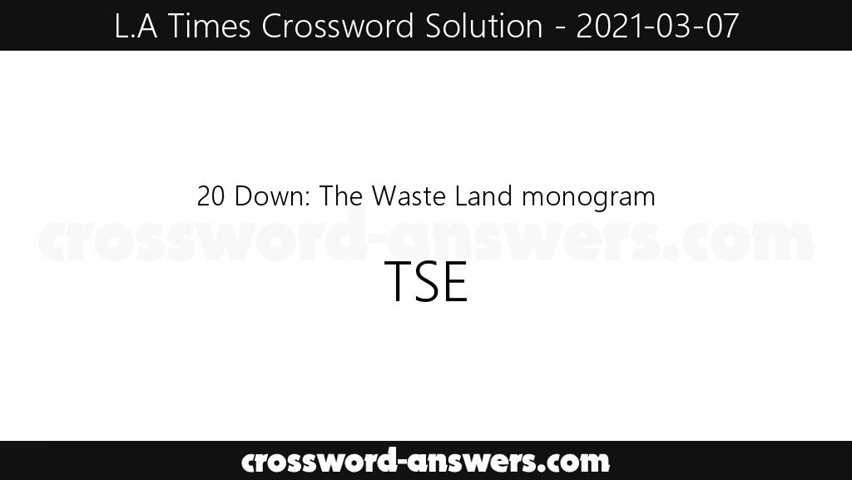 L.A Times Crossword Solution - 2021-03-07
20 Down: The Waste Land monogram
crossword-answers.com
TSE
crossword-answers.com